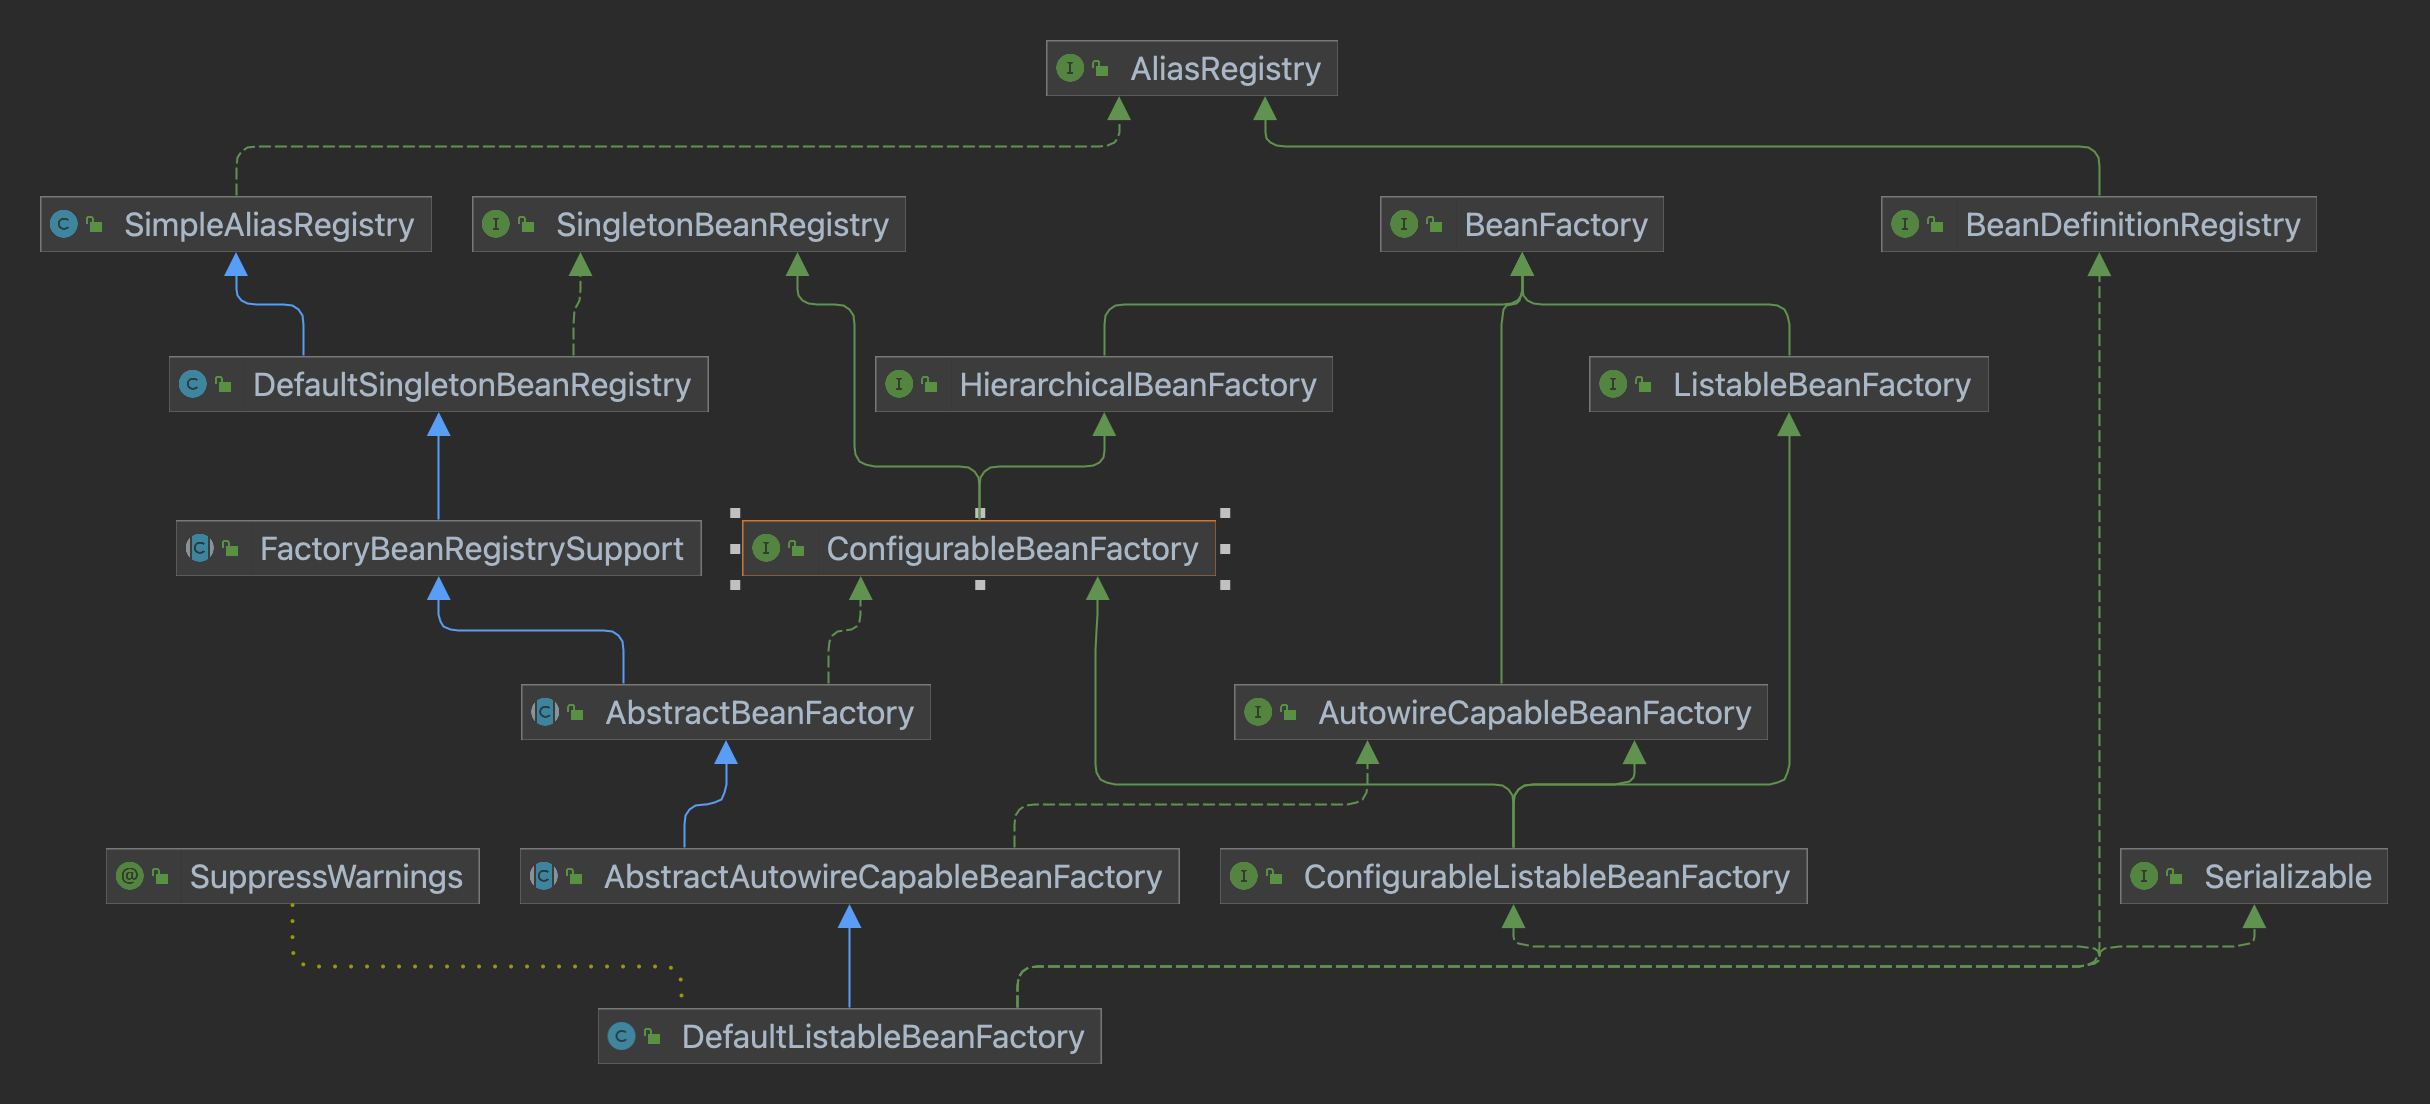 AliasRegistry
SimpleAliasRegistry
SingletonBeanRegistry
BeanFactory
BeanDefinitionRegistry
DefaultSingletonBeanRegistry
HierarchicalBeanFactory
ListableBeanFactory
FactoryBeanRegistrySupport
ConfigurableBeanFactory
AbstractBeanFactory
AutowireCapableBeanFactory
SuppressWarnings
AbstractAutowireCapableBeanFactory
ConfigurableListableBeanFactory
Serializable
DefaultListableBeanFactory